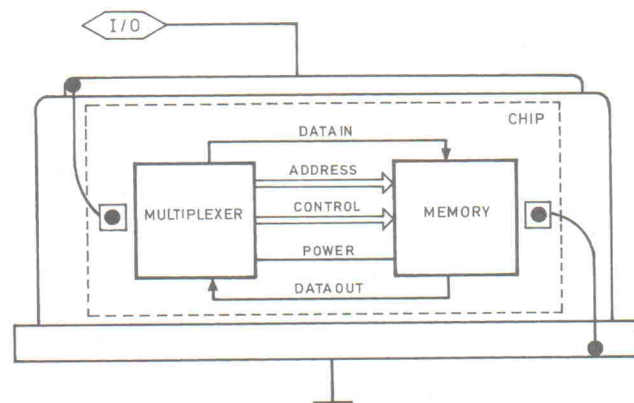 I/O
CHIP
DATA IN
ADDRESS
MULTIPLEXER
CONTROL
MEMORY
POWER
DATA OUT